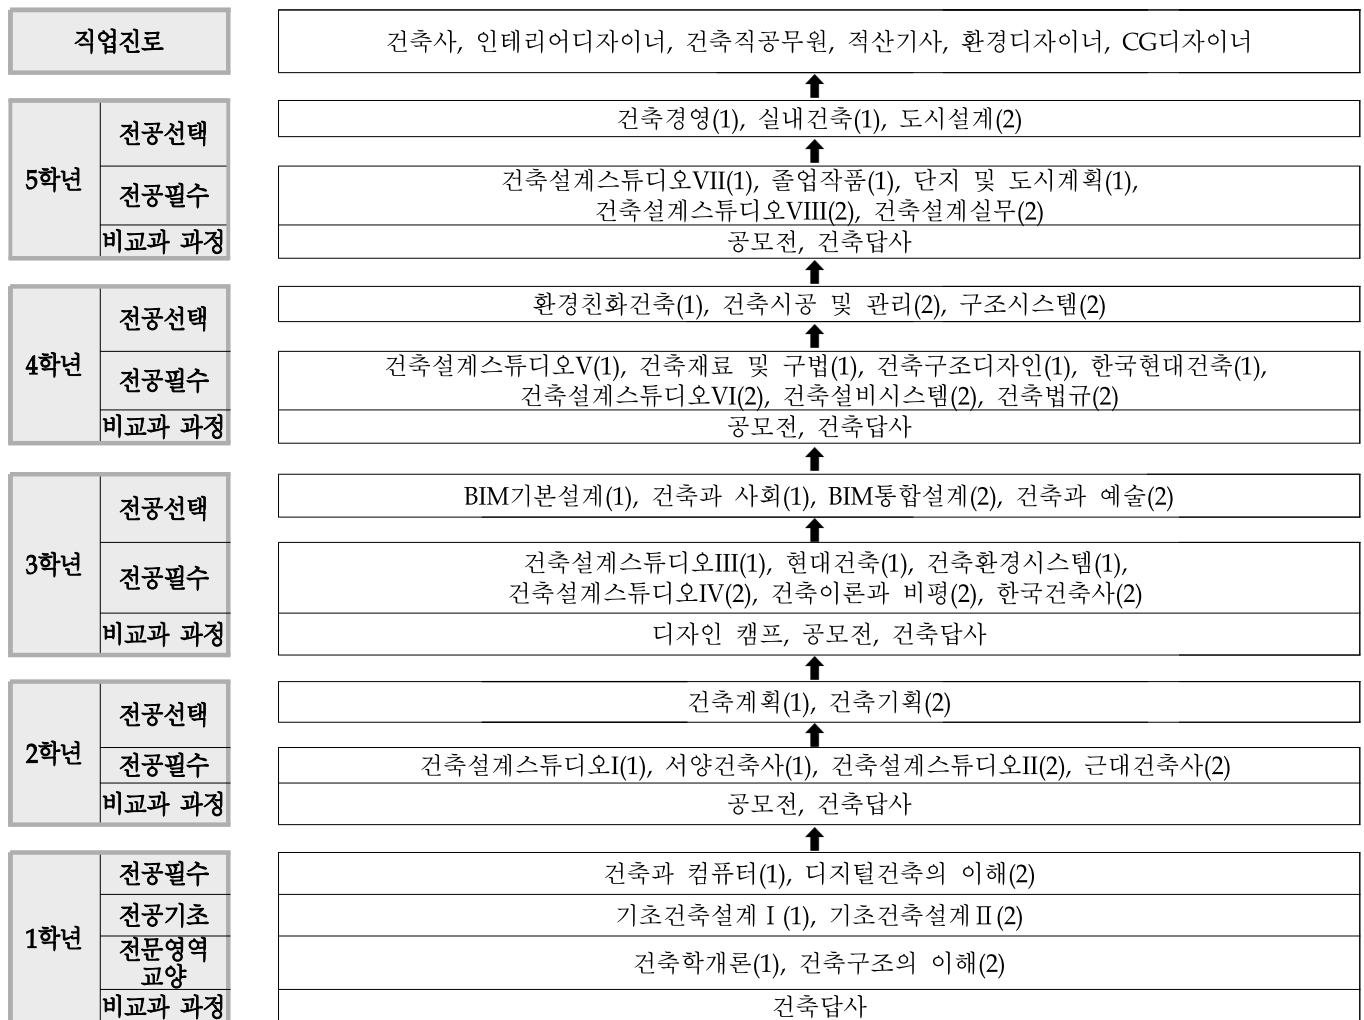 직업진로
건축사, 인테리어디자이너, 건축직공무원, 적산기사, 환경디자이너, CG디자이너
5학년
전공선택
건축경영(1), 실내건축(1), 도시설계(2)
전공필수
건축설계스튜디오VII(1), 졸업작품(1), 단지 및 도시계획(1),
건축설계스튜디오VIII(2), 건축설계실무(2)
비교과 과정
공모전, 건축답사
4학년
전공선택
환경친화건축(1), 건축시공 및 관리(2), 구조시스템(2)
전공필수
건축설계스튜디오V(1), 건축재료 및 구법(1), 건축구조디자인(1), 한국현대건축(1),
건축설계스튜디오VI(2), 건축설비시스템(2), 건축법규(2)
비교과 과정
공모전, 건축답사
3학년
전공선택
BIM기본설계(1), 건축과 사회(1), BIM통합설계(2), 건축과 예술(2)
전공필수
건축설계스튜디오III(1), 현대건축(1), 건축환경시스템(1),
건축설계스튜디오IV(2), 건축이론과 비평(2), 한국건축사(2)
비교과 과정
디자인 캠프, 공모전, 건축답사
2학년
전공선택
건축계획(1), 건축기획(2)
전공필수
건축설계스튜디오I(1), 서양건축사(1), 건축설계스튜디오II(2), 근대건축사(2)
비교과 과정
공모전, 건축답사
1학년
전공필수
건축과 컴퓨터(1), 디지털건축의 이해(2)
전공기초
기초건축설계Ⅰ(1), 기초건축설계Ⅱ(2)
전문영역
교양
건축학개론(1), 건축구조의 이해(2)
비교과 과정
건축답사